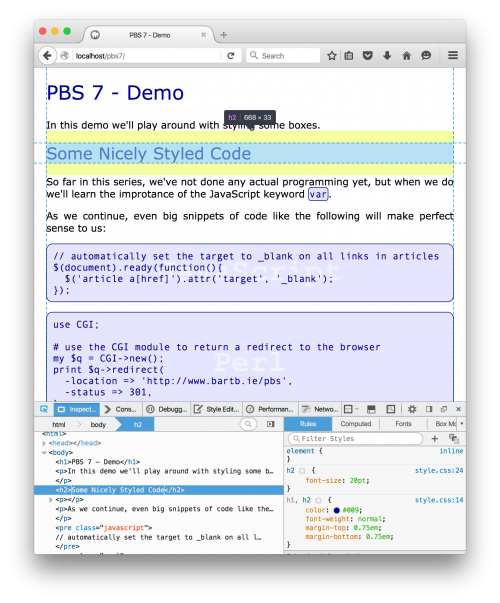 PBS 7 - Demo
localhost/pbs7/
Search
PBS 7 - Demo
h2 668 × 33
In this demo we'll play around with styling some boxes.
Some Nicely Styled Code
So far in this series, we've not done any actual programming yet, but when we do
we'll learn the improtance of the JavaScript keyword var.
As we continue, even big snippets of code like the following will make perfect
sense to us:
// automatically set the target to _blank on all links in articles
$(document).ready(function(){
$('article a[href]').attr('target', '_blank');
});
JavaScript
use CGI;
# use the CGI module to return a redirect to the browser
my $q = CGI->new();
print $q->redirect(
-location => 'http://www.bartb.ie/pbs',
-status => 301,
Perl
Inspect... Cons... Debugg... Style Edit... Performan... Networ...
html body h2
<html>
<head></head>
<body>
<h1>PBS 7 - Demo</h1>
<p>In this demo we'll play around with styling some b…
</p>
<h2>Some Nicely Styled Code</h2>
<p></p>
<p>As we continue, even big snippets of code like the…
</p>
<pre class="javascript">
// automatically set the target to _blank on all l…
</pre>
Rules Computed Fonts Box Mo
Filter Styles
element { inline
}
h2 { style.css:24
font-size: 20pt;
}
h1, h2 { style.css:14
color: #009;
font-weight: normal;
margin-top: 0.75em;
margin-bottom: 0.75em;
}